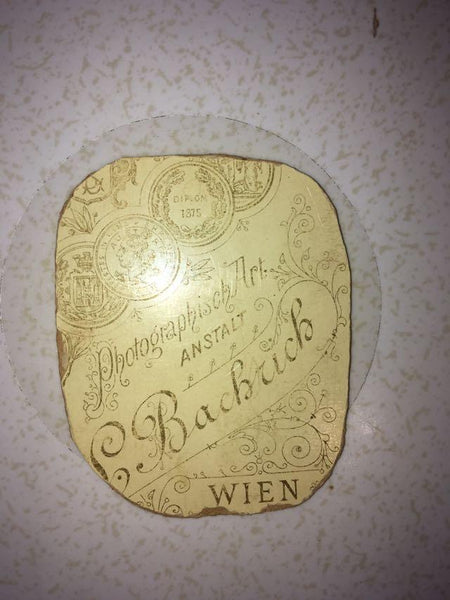 DIPLOM
1875
Photographisch Art.
ANSTALT
Bachrich
WIEN